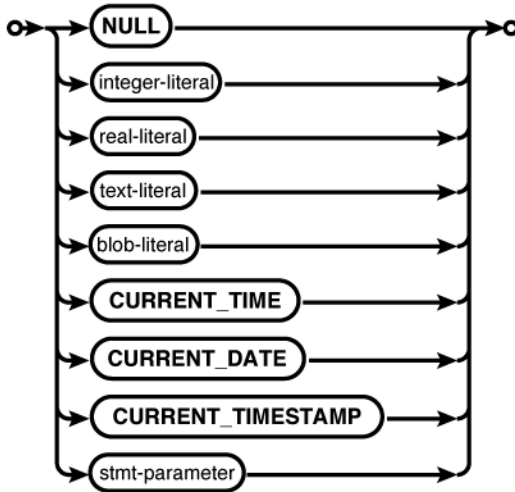 NULL
integer-literal
real-literal
text-literal
blob-literal
CURRENT_TIME
CURRENT_DATE
CURRENT_TIMESTAMP
stmt-parameter